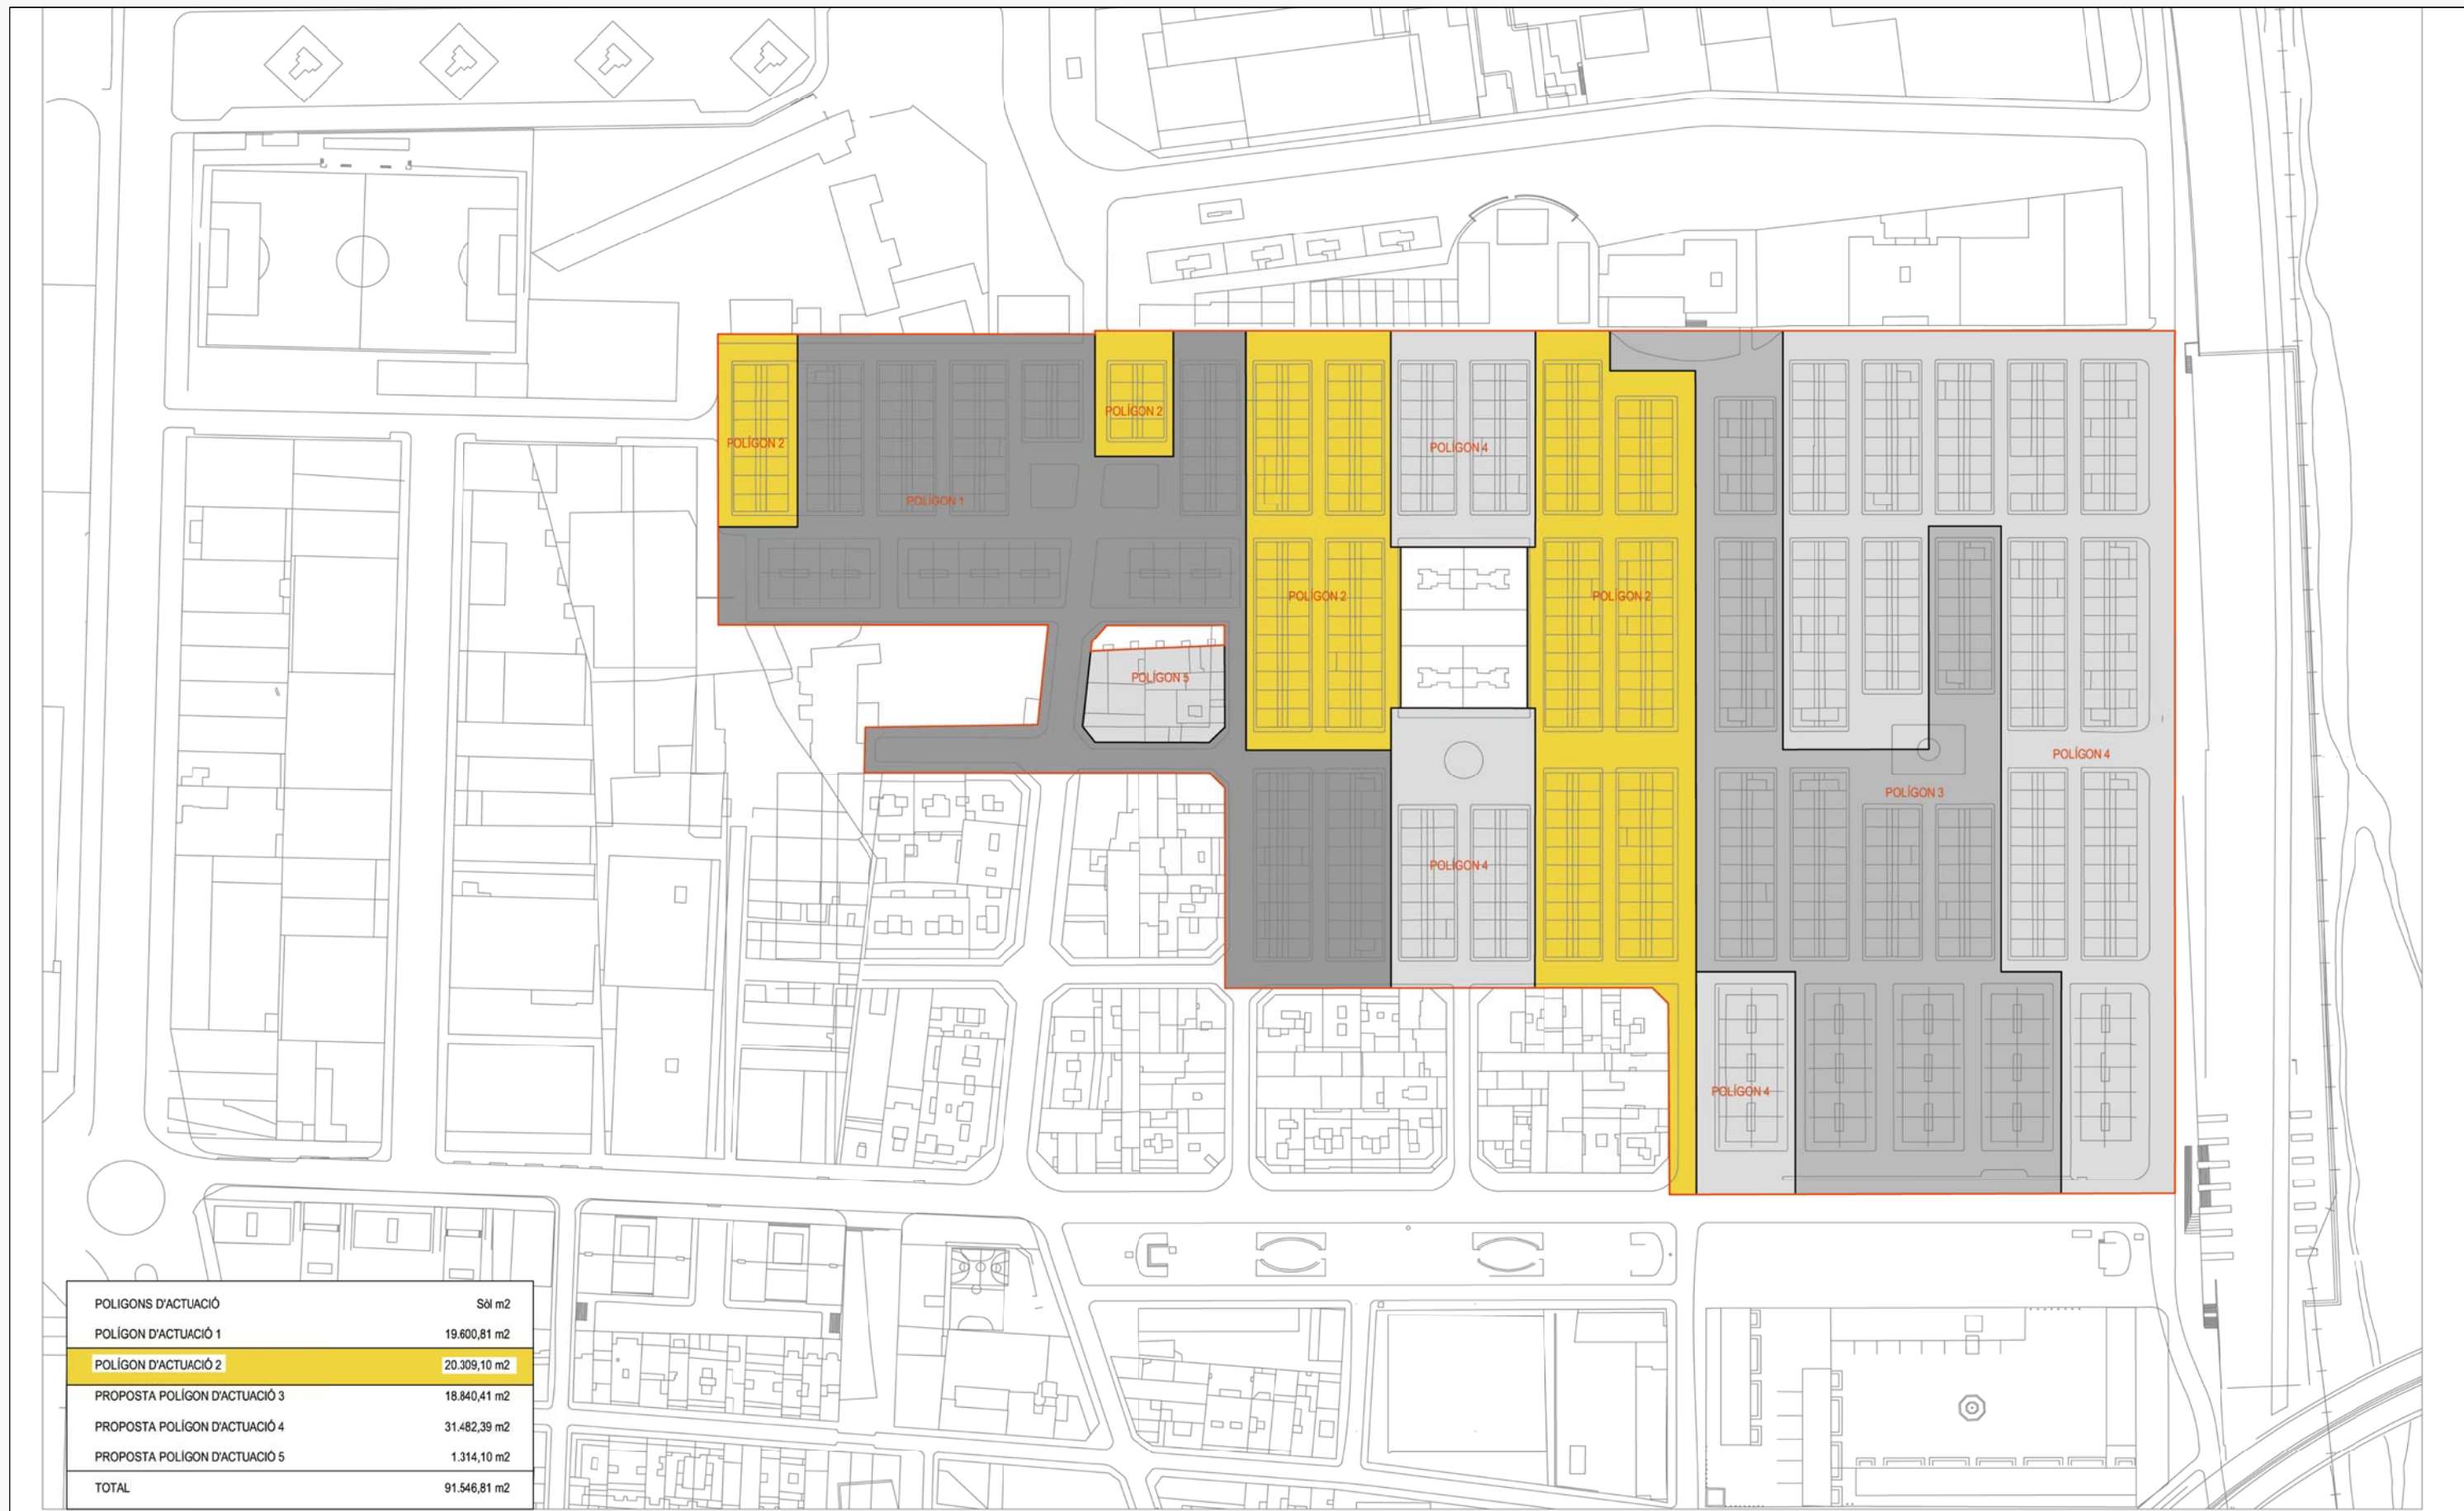 POLÍGON 2
POLÍGON 2
POLÍGON 4
POLÍGON 1
POLÍGON 2
POLÍGON 2
POLÍGON 5
POLÍGON 4
POLÍGON 3
POLÍGON 4
POLÍGON 4
POLIGONS D'ACTUACIÓ Sòl m2
POLÍGON D'ACTUACIÓ 1 19.600,81 m2
POLÍGON D'ACTUACIÓ 2 20.309,10 m2
PROPOSTA POLÍGON D'ACTUACIÓ 3 18.840,41 m2
PROPOSTA POLÍGON D'ACTUACIÓ 4 31.482,39 m2
PROPOSTA POLÍGON D'ACTUACIÓ 5 1.314,10 m2
TOTAL 91.546,81 m2